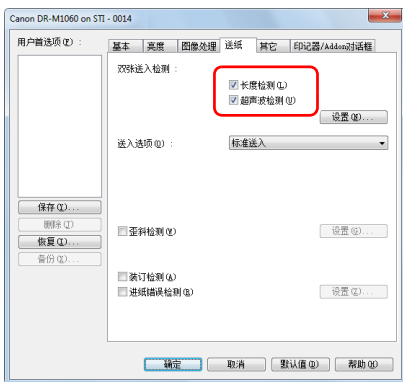 Canon DR-M1060 on STI - 0014
用户首选项(P) :
基本 亮度 图像处理 送纸 其它 印记器/Addon对话框
双张送入检测 :
长度检测(L)
超声波检测(U)
设置(W)...
送入选项(O) :
标准送入
保存(X)...
删除(J)
恢复(T)...
备份(K)...
歪斜检测(Y)
设置(G)...
装订检测(A)
进纸错误检测(R)
设置(Z)...
确定 取消 默认值(D) 帮助(H)